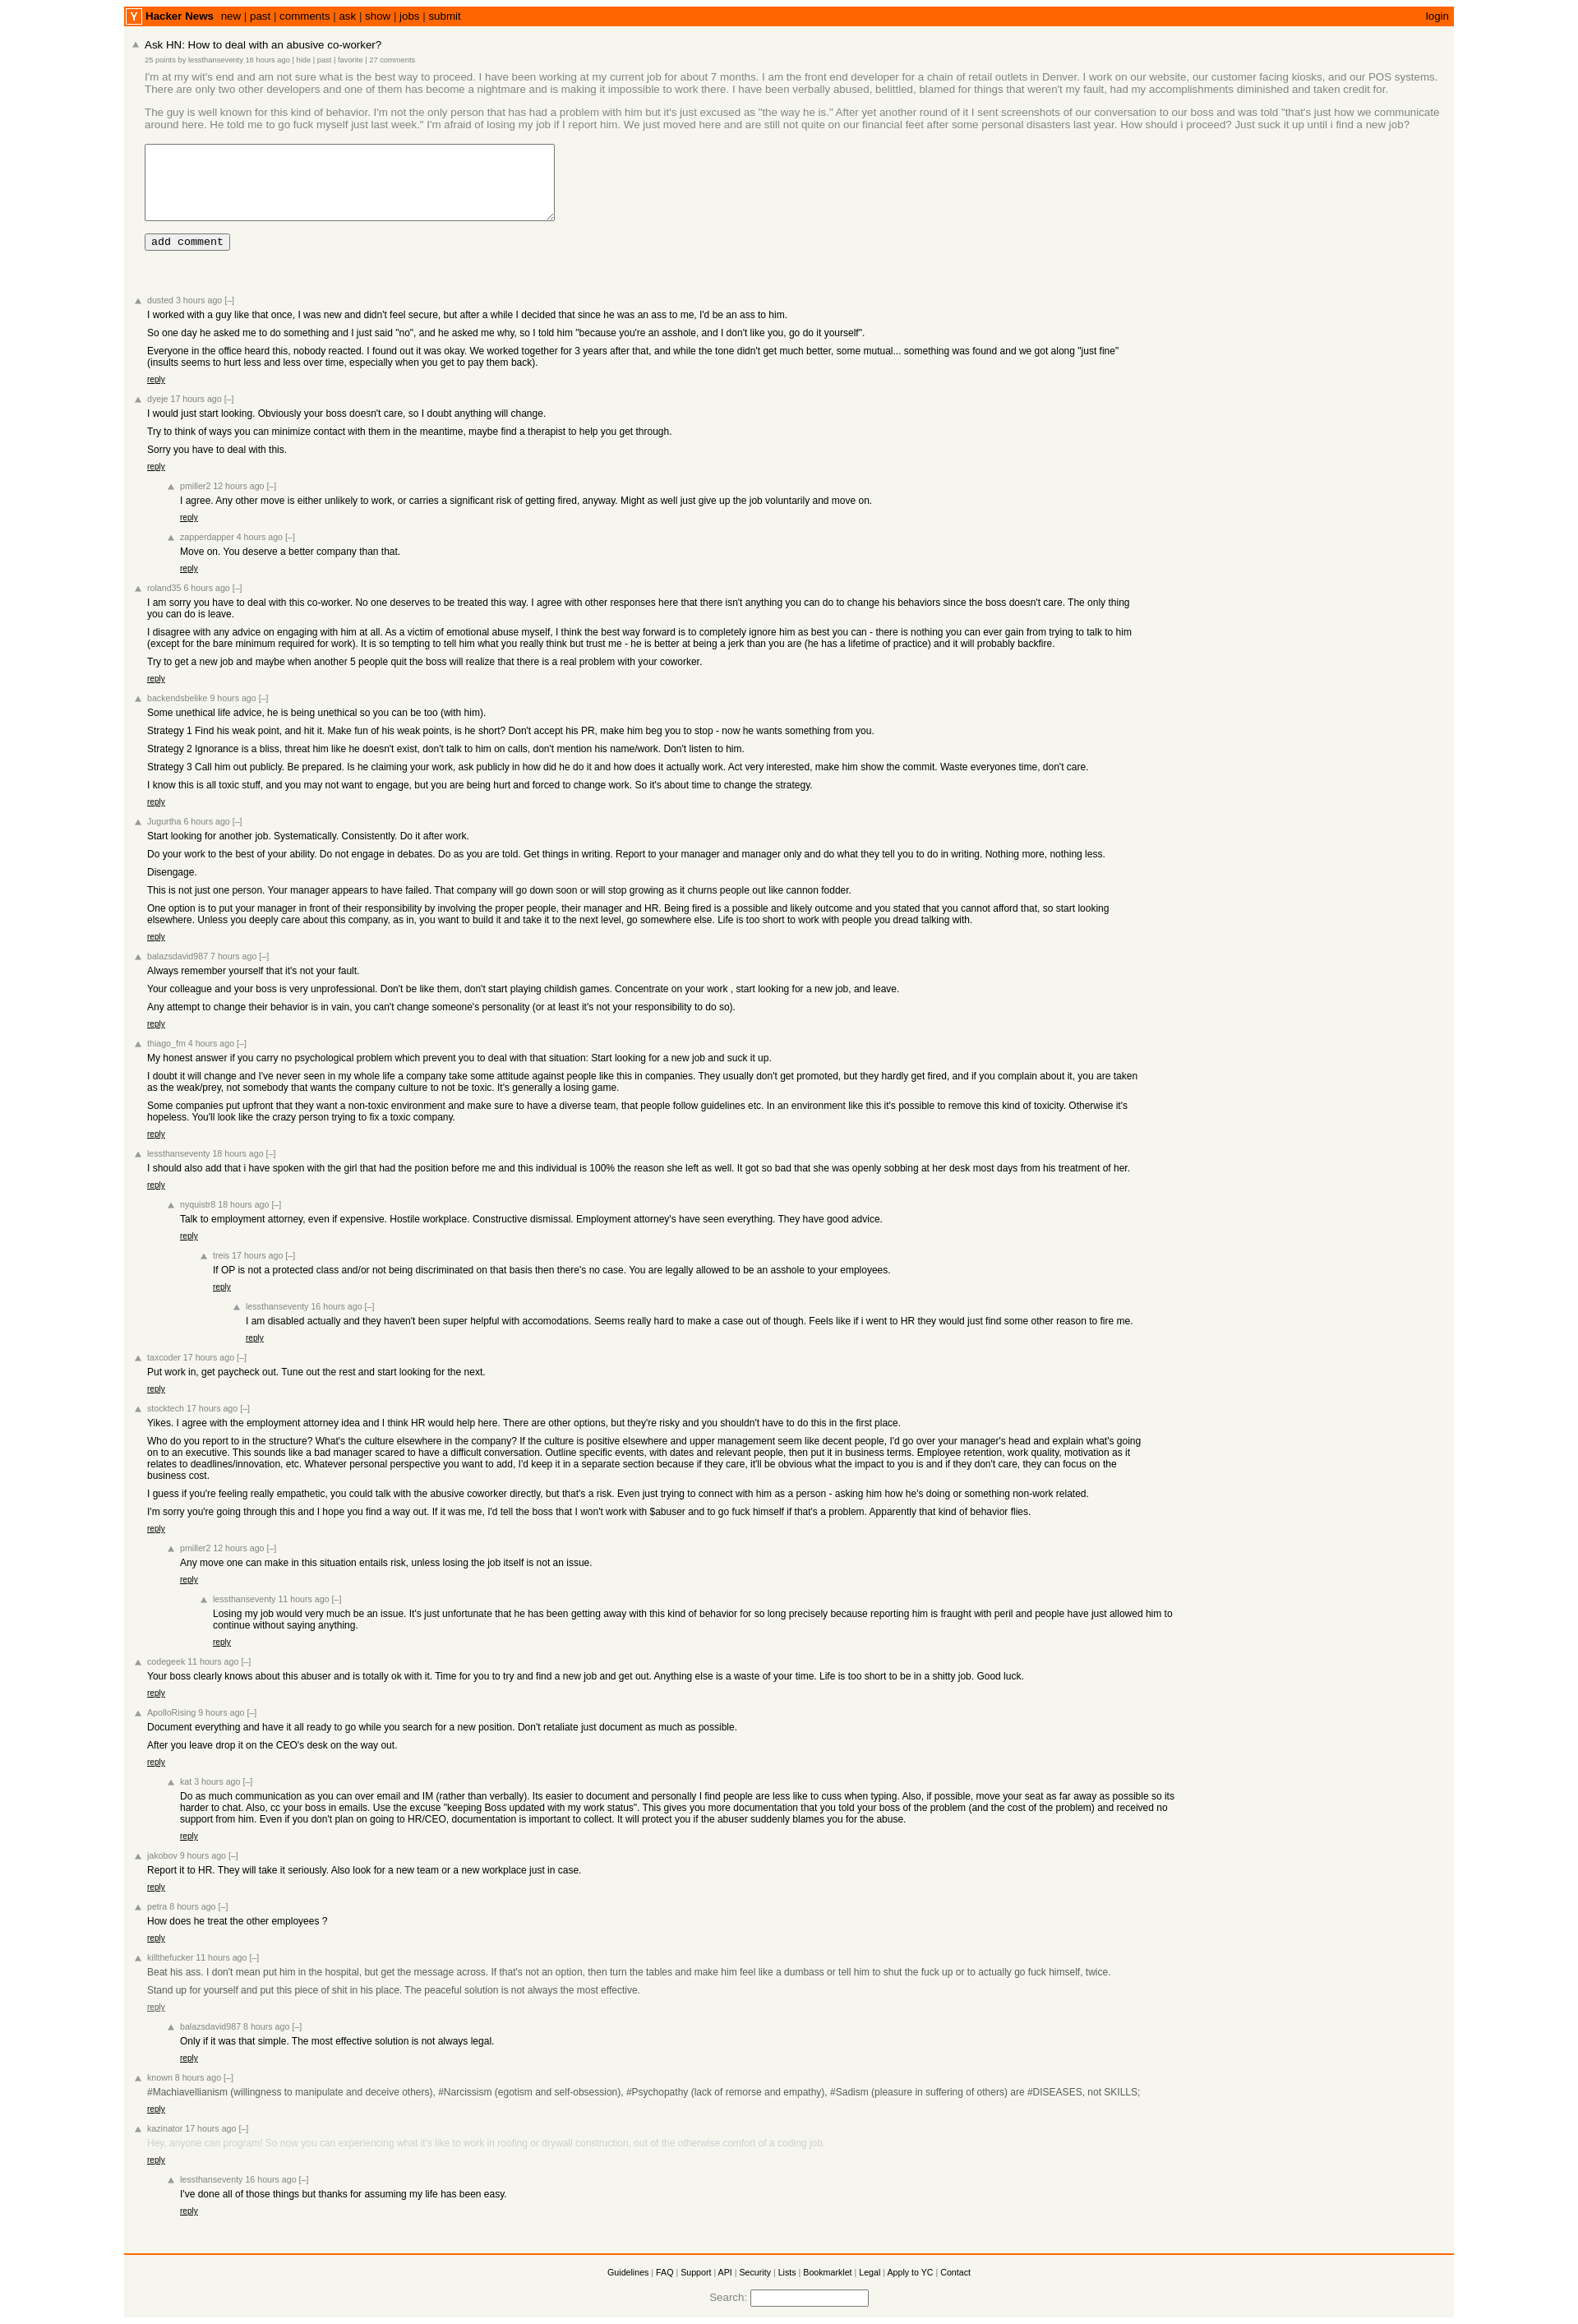 Y Hacker News new | past | comments | ask | show | jobs | submit login
Ask HN: How to deal with an abusive co-worker?
25 points by lessthanseventy 18 hours ago | hide | past | favorite | 27 comments
I'm at my wit's end and am not sure what is the best way to proceed. I have been working at my current job for about 7 months. I am the front end developer for a chain of retail outlets in Denver. I work on our website, our customer facing kiosks, and our POS systems.
There are only two other developers and one of them has become a nightmare and is making it impossible to work there. I have been verbally abused, belittled, blamed for things that weren't my fault, had my accomplishments diminished and taken credit for.
The guy is well known for this kind of behavior. I'm not the only person that has had a problem with him but it's just excused as "the way he is." After yet another round of it I sent screenshots of our conversation to our boss and was told "that's just how we communicate
around here. He told me to go fuck myself just last week." I'm afraid of losing my job if I report him. We just moved here and are still not quite on our financial feet after some personal disasters last year. How should i proceed? Just suck it up until i find a new job?
add comment
dusted 3 hours ago [–]
I worked with a guy like that once, I was new and didn't feel secure, but after a while I decided that since he was an ass to me, I'd be an ass to him.
So one day he asked me to do something and I just said "no", and he asked me why, so I told him "because you're an asshole, and I don't like you, go do it yourself".
Everyone in the office heard this, nobody reacted. I found out it was okay. We worked together for 3 years after that, and while the tone didn't get much better, some mutual... something was found and we got along "just fine"
(insults seems to hurt less and less over time, especially when you get to pay them back).
reply
dyeje 17 hours ago [–]
I would just start looking. Obviously your boss doesn't care, so I doubt anything will change.
Try to think of ways you can minimize contact with them in the meantime, maybe find a therapist to help you get through.
Sorry you have to deal with this.
reply
pmiller2 12 hours ago [–]
I agree. Any other move is either unlikely to work, or carries a significant risk of getting fired, anyway. Might as well just give up the job voluntarily and move on.
reply
zapperdapper 4 hours ago [–]
Move on. You deserve a better company than that.
reply
roland35 6 hours ago [–]
I am sorry you have to deal with this co-worker. No one deserves to be treated this way. I agree with other responses here that there isn't anything you can do to change his behaviors since the boss doesn't care. The only thing
you can do is leave.
I disagree with any advice on engaging with him at all. As a victim of emotional abuse myself, I think the best way forward is to completely ignore him as best you can - there is nothing you can ever gain from trying to talk to him
(except for the bare minimum required for work). It is so tempting to tell him what you really think but trust me - he is better at being a jerk than you are (he has a lifetime of practice) and it will probably backfire.
Try to get a new job and maybe when another 5 people quit the boss will realize that there is a real problem with your coworker.
reply
backendsbelike 9 hours ago [–]
Some unethical life advice, he is being unethical so you can be too (with him).
Strategy 1 Find his weak point, and hit it. Make fun of his weak points, is he short? Don't accept his PR, make him beg you to stop - now he wants something from you.
Strategy 2 Ignorance is a bliss, threat him like he doesn't exist, don't talk to him on calls, don't mention his name/work. Don't listen to him.
Strategy 3 Call him out publicly. Be prepared. Is he claiming your work, ask publicly in how did he do it and how does it actually work. Act very interested, make him show the commit. Waste everyones time, don't care.
I know this is all toxic stuff, and you may not want to engage, but you are being hurt and forced to change work. So it's about time to change the strategy.
reply
Jugurtha 6 hours ago [–]
Start looking for another job. Systematically. Consistently. Do it after work.
Do your work to the best of your ability. Do not engage in debates. Do as you are told. Get things in writing. Report to your manager and manager only and do what they tell you to do in writing. Nothing more, nothing less.
Disengage.
This is not just one person. Your manager appears to have failed. That company will go down soon or will stop growing as it churns people out like cannon fodder.
One option is to put your manager in front of their responsibility by involving the proper people, their manager and HR. Being fired is a possible and likely outcome and you stated that you cannot afford that, so start looking
elsewhere. Unless you deeply care about this company, as in, you want to build it and take it to the next level, go somewhere else. Life is too short to work with people you dread talking with.
reply
balazsdavid987 7 hours ago [–]
Always remember yourself that it's not your fault.
Your colleague and your boss is very unprofessional. Don't be like them, don't start playing childish games. Concentrate on your work , start looking for a new job, and leave.
Any attempt to change their behavior is in vain, you can't change someone's personality (or at least it's not your responsibility to do so).
reply
thiago_fm 4 hours ago [–]
My honest answer if you carry no psychological problem which prevent you to deal with that situation: Start looking for a new job and suck it up.
I doubt it will change and I've never seen in my whole life a company take some attitude against people like this in companies. They usually don't get promoted, but they hardly get fired, and if you complain about it, you are taken
as the weak/prey, not somebody that wants the company culture to not be toxic. It's generally a losing game.
Some companies put upfront that they want a non-toxic environment and make sure to have a diverse team, that people follow guidelines etc. In an environment like this it's possible to remove this kind of toxicity. Otherwise it's
hopeless. You'll look like the crazy person trying to fix a toxic company.
reply
lessthanseventy 18 hours ago [–]
I should also add that i have spoken with the girl that had the position before me and this individual is 100% the reason she left as well. It got so bad that she was openly sobbing at her desk most days from his treatment of her.
reply
nyquistr8 18 hours ago [–]
Talk to employment attorney, even if expensive. Hostile workplace. Constructive dismissal. Employment attorney's have seen everything. They have good advice.
reply
treis 17 hours ago [–]
If OP is not a protected class and/or not being discriminated on that basis then there's no case. You are legally allowed to be an asshole to your employees.
reply
lessthanseventy 16 hours ago [–]
I am disabled actually and they haven't been super helpful with accomodations. Seems really hard to make a case out of though. Feels like if i went to HR they would just find some other reason to fire me.
reply
taxcoder 17 hours ago [–]
Put work in, get paycheck out. Tune out the rest and start looking for the next.
reply
stocktech 17 hours ago [–]
Yikes. I agree with the employment attorney idea and I think HR would help here. There are other options, but they're risky and you shouldn't have to do this in the first place.
Who do you report to in the structure? What's the culture elsewhere in the company? If the culture is positive elsewhere and upper management seem like decent people, I'd go over your manager's head and explain what's going
on to an executive. This sounds like a bad manager scared to have a difficult conversation. Outline specific events, with dates and relevant people, then put it in business terms. Employee retention, work quality, motivation as it
relates to deadlines/innovation, etc. Whatever personal perspective you want to add, I'd keep it in a separate section because if they care, it'll be obvious what the impact to you is and if they don't care, they can focus on the
business cost.
I guess if you're feeling really empathetic, you could talk with the abusive coworker directly, but that's a risk. Even just trying to connect with him as a person - asking him how he's doing or something non-work related.
I'm sorry you're going through this and I hope you find a way out. If it was me, I'd tell the boss that I won't work with $abuser and to go fuck himself if that's a problem. Apparently that kind of behavior flies.
reply
pmiller2 12 hours ago [–]
Any move one can make in this situation entails risk, unless losing the job itself is not an issue.
reply
lessthanseventy 11 hours ago [–]
Losing my job would very much be an issue. It's just unfortunate that he has been getting away with this kind of behavior for so long precisely because reporting him is fraught with peril and people have just allowed him to
continue without saying anything.
reply
codegeek 11 hours ago [–]
Your boss clearly knows about this abuser and is totally ok with it. Time for you to try and find a new job and get out. Anything else is a waste of your time. Life is too short to be in a shitty job. Good luck.
reply
ApolloRising 9 hours ago [–]
Document everything and have it all ready to go while you search for a new position. Don't retaliate just document as much as possible.
After you leave drop it on the CEO's desk on the way out.
reply
kat 3 hours ago [–]
Do as much communication as you can over email and IM (rather than verbally). Its easier to document and personally I find people are less like to cuss when typing. Also, if possible, move your seat as far away as possible so its
harder to chat. Also, cc your boss in emails. Use the excuse "keeping Boss updated with my work status". This gives you more documentation that you told your boss of the problem (and the cost of the problem) and received no
support from him. Even if you don't plan on going to HR/CEO, documentation is important to collect. It will protect you if the abuser suddenly blames you for the abuse.
reply
jakobov 9 hours ago [–]
Report it to HR. They will take it seriously. Also look for a new team or a new workplace just in case.
reply
petra 8 hours ago [–]
How does he treat the other employees ?
reply
killthefucker 11 hours ago [–]
Beat his ass. I don't mean put him in the hospital, but get the message across. If that's not an option, then turn the tables and make him feel like a dumbass or tell him to shut the fuck up or to actually go fuck himself, twice.
Stand up for yourself and put this piece of shit in his place. The peaceful solution is not always the most effective.
reply
balazsdavid987 8 hours ago [–]
Only if it was that simple. The most effective solution is not always legal.
reply
known 8 hours ago [–]
#Machiavellianism (willingness to manipulate and deceive others), #Narcissism (egotism and self-obsession), #Psychopathy (lack of remorse and empathy), #Sadism (pleasure in suffering of others) are #DISEASES, not SKILLS;
reply
kazinator 17 hours ago [–]
Hey, anyone can program! So now you can experiencing what it's like to work in roofing or drywall construction, out of the otherwise comfort of a coding job.
reply
lessthanseventy 16 hours ago [–]
I've done all of those things but thanks for assuming my life has been easy.
reply
Guidelines | FAQ | Support | API | Security | Lists | Bookmarklet | Legal | Apply to YC | Contact
Search: